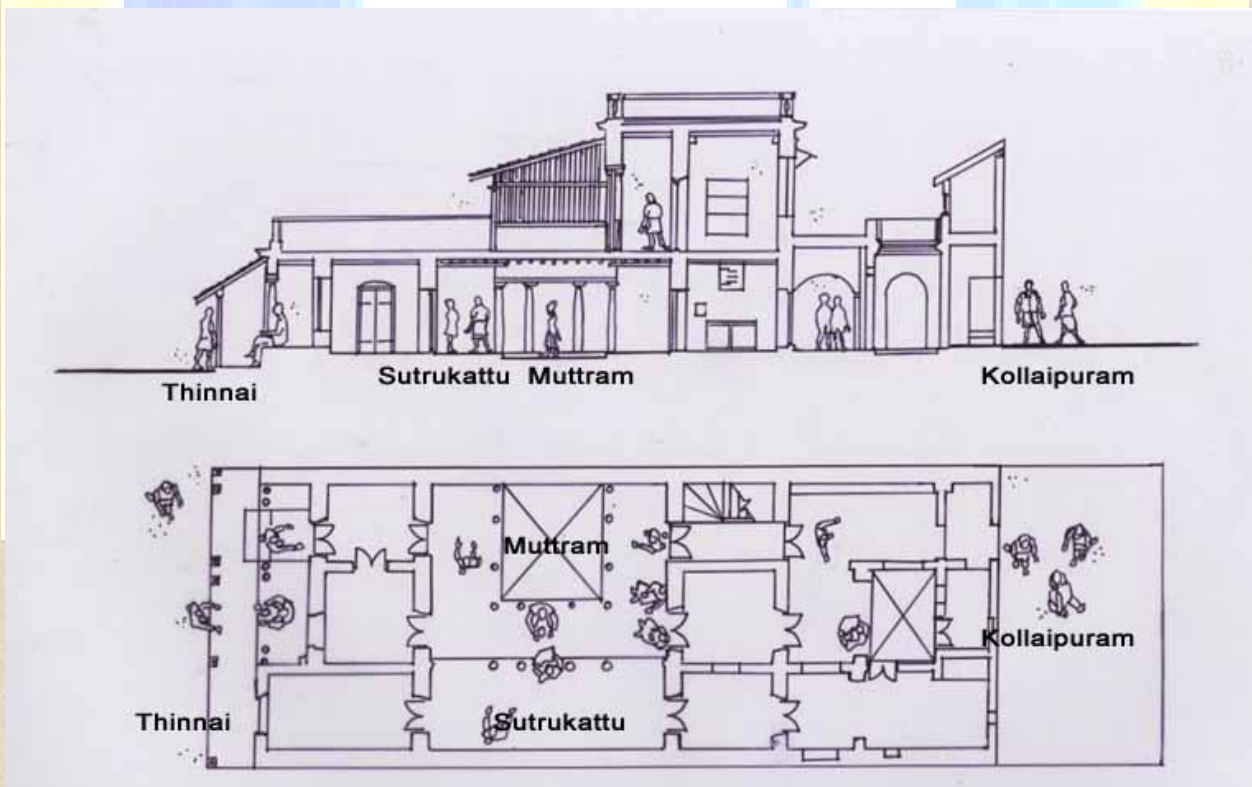 Thinnai
Sutrukattu Muttram
Kollaipuram
Muttram
Kollaipuram
Thinnai
Sutrukattu